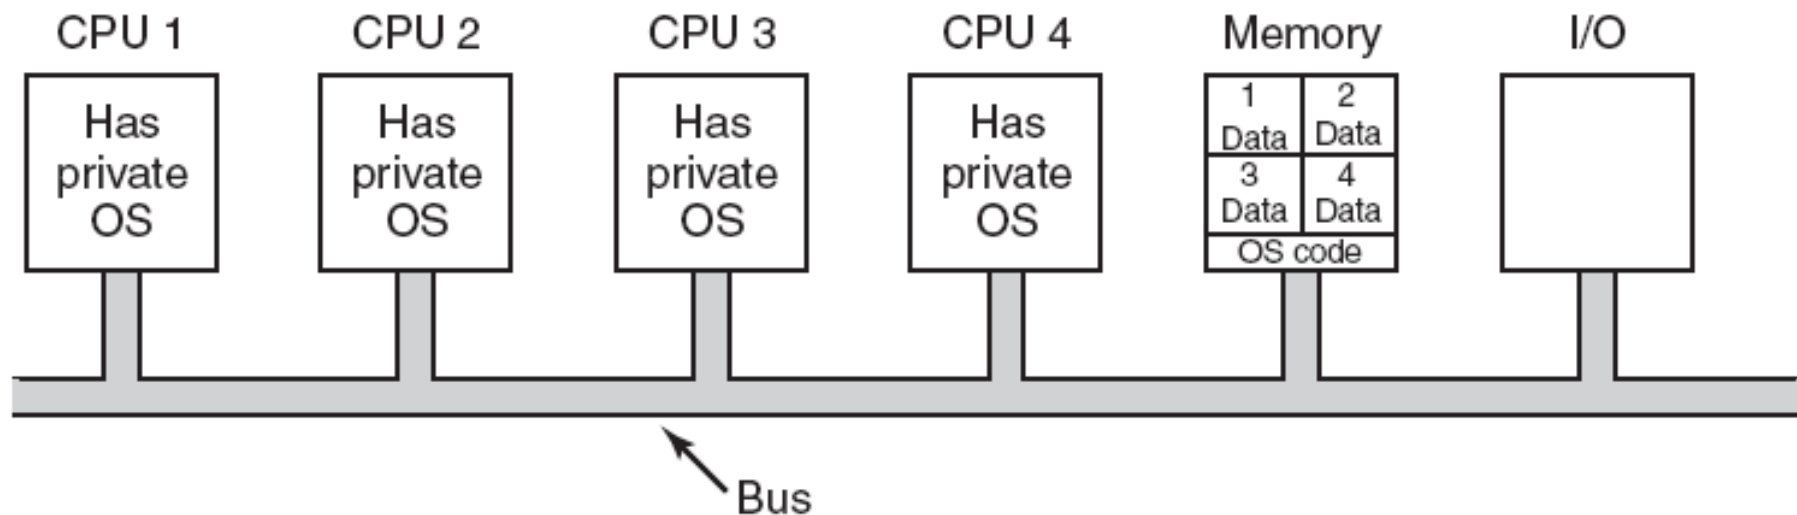 CPU 1
CPU 2
CPU 3
CPU 4
Memory
I/O
Has
private
OS
Has
private
OS
Has
private
OS
Has
private
OS
1
Data
2
Data
3
Data
4
Data
OS code
Bus